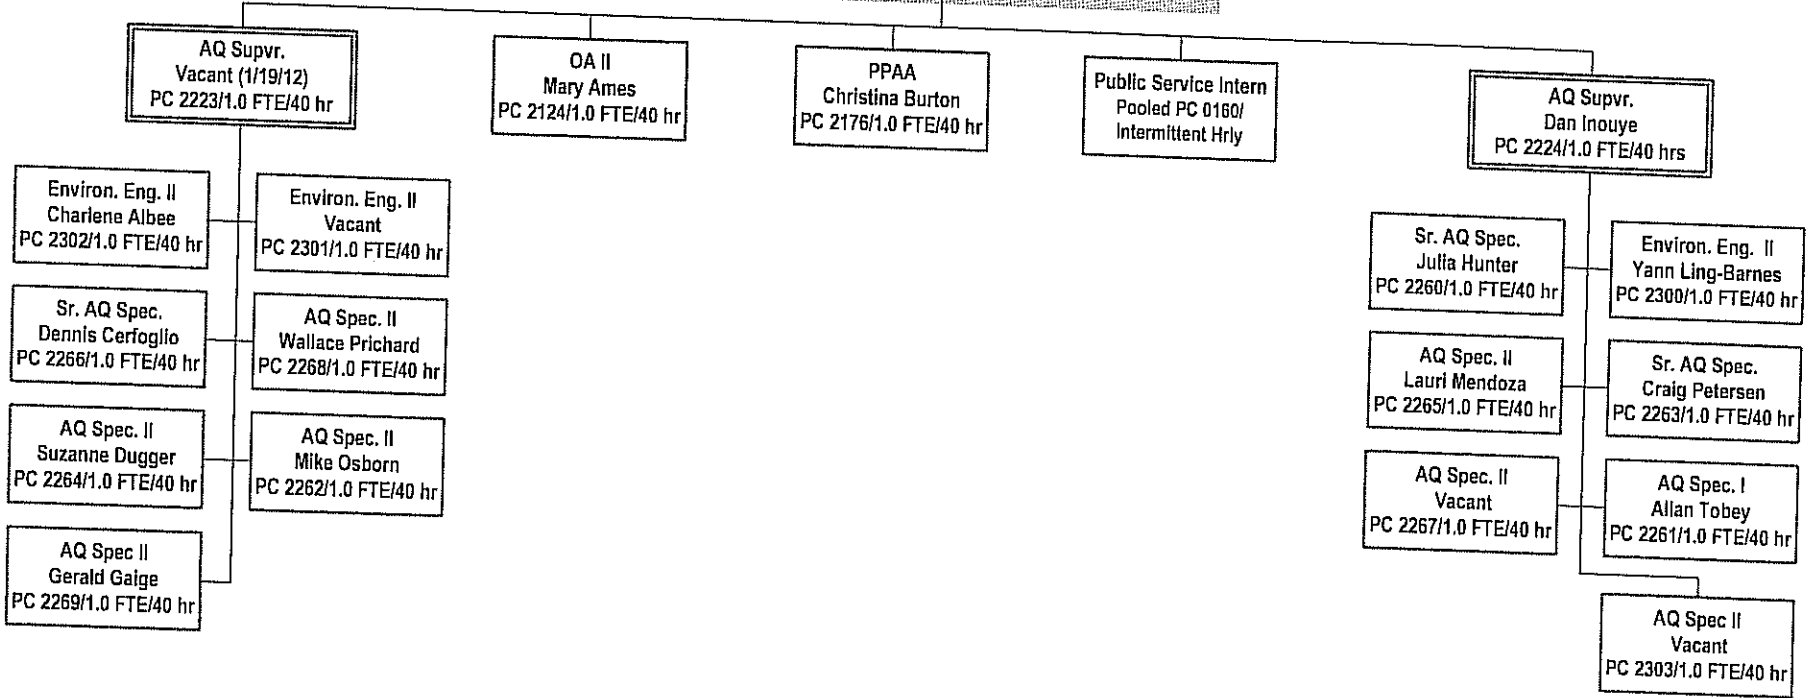 AQ Supvr.
Vacant (1/19/12)
PC 2223/1.0 FTE/40 hr
OA II
Mary Ames
PC 2124/1.0 FTE/40 hr
PPAA
Christina Burton
PC 2176/1.0 FTE/40 hr
Public Service Intern
Pooled PC 0160/
Intermittent Hrly
AQ Supvr.
Dan Inouye
PC 2224/1.0 FTE/40 hrs
Environ. Eng. II
Charlene Albee
PC 2302/1.0 FTE/40 hr
Environ. Eng. II
Vacant
PC 2301/1.0 FTE/40 hr
Sr. AQ Spec.
Dennis Cerfoglio
PC 2266/1.0 FTE/40 hr
AQ Spec. II
Wallace Prichard
PC 2268/1.0 FTE/40 hr
AQ Spec. II
Suzanne Dugger
PC 2264/1.0 FTE/40 hr
AQ Spec. II
Mike Osborn
PC 2262/1.0 FTE/40 hr
AQ Spec II
Gerald Gaige
PC 2269/1.0 FTE/40 hr
Sr. AQ Spec.
Julia Hunter
PC 2260/1.0 FTE/40 hr
Environ. Eng. II
Yann Ling-Barnes
PC 2300/1.0 FTE/40 hr
AQ Spec. II
Lauri Mendoza
PC 2265/1.0 FTE/40 hr
Sr. AQ Spec.
Craig Petersen
PC 2263/1.0 FTE/40 hr
AQ Spec. II
Vacant
PC 2267/1.0 FTE/40 hr
AQ Spec. I
Allan Tobey
PC 2261/1.0 FTE/40 hr
AQ Spec II
Vacant
PC 2303/1.0 FTE/40 hr